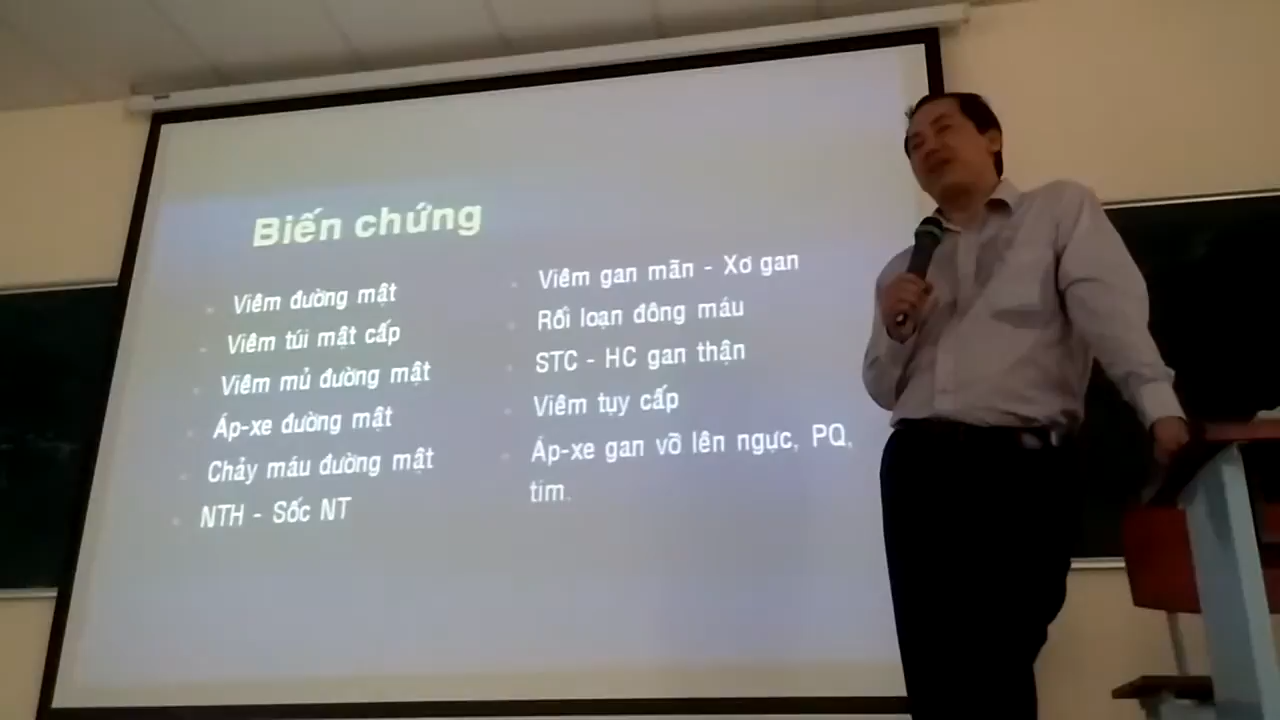 Biến chứng
Viêm đường mật
Viêm túi mật cấp
Viêm mủ đường mật
Áp-xe đường mật
Chảy máu đường mật
NTH - Sốc NT
Viêm gan mãn - Xơ gan
Rối loạn đông máu
STC - HC gan thận
Viêm tụy cấp
Áp-xe gan vỡ lên ngực, PQ,
tim.